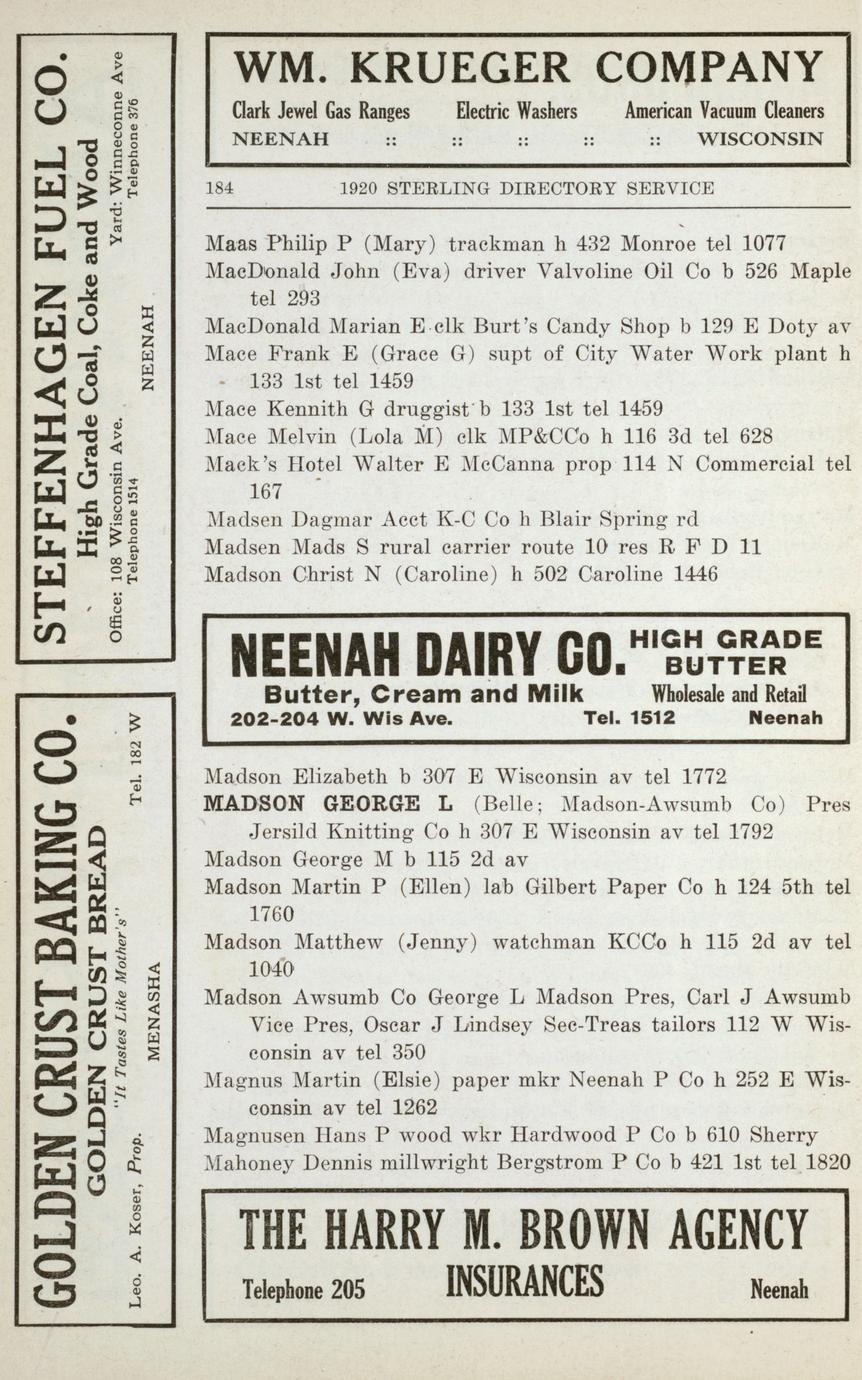 STEFFENHAGEN FUEL CO.
High Grade Coal, Coke and Wood
Office: 108 Wisconsin Ave. Yard: Winneconne Ave
Telephone 1514 Telephone 376
NEENAH
GOLDEN CRUST BAKING CO.
GOLDEN CRUST BREAD
"It Tastes Like Mother's"
Leo. A. Koser, Prop. Tel. 182 W
MENASHA
WM. KRUEGER COMPANY
Clark Jewel Gas Ranges Electric Washers American Vacuum Cleaners
NEENAH :: :: :: :: :: WISCONSIN
184 1920 STERLING DIRECTORY SERVICE
Maas Philip P (Mary) trackman h 432 Monroe tel 1077
MacDonald John (Eva) driver Valvoline Oil Co b 526 Maple
tel 293
MacDonald Marian E clk Burt's Candy Shop b 129 E Doty av
Mace Frank E (Grace G) supt of City Water Work plant h
133 1st tel 1459
Mace Kennith G druggist b 133 1st tel 1459
Mace Melvin (Lola M) clk MP&CCo h 116 3d tel 628
Mack's Hotel Walter E McCanna prop 114 N Commercial tel
167
Madsen Dagmar Acct K-C Co h Blair Spring rd
Madsen Mads S rural carrier route 10 res R F D 11
Madson Christ N (Caroline) h 502 Caroline 1446
NEENAH DAIRY CO. HIGH GRADE
BUTTER
Butter, Cream and Milk Wholesale and Retail
202-204 W. Wis Ave. Tel. 1512 Neenah
Madson Elizabeth b 307 E Wisconsin av tel 1772
MADSON GEORGE L (Belle; Madson-Awsumb Co) Pres
Jersild Knitting Co h 307 E Wisconsin av tel 1792
Madson George M b 115 2d av
Madson Martin P (Ellen) lab Gilbert Paper Co h 124 5th tel
1760
Madson Matthew (Jenny) watchman KCCo h 115 2d av tel
1040
Madson Awsumb Co George L Madson Pres, Carl J Awsumb
Vice Pres, Oscar J Lindsey Sec-Treas tailors 112 W Wis-
consin av tel 350
Magnus Martin (Elsie) paper mkr Neenah P Co h 252 E Wis-
consin av tel 1262
Magnusen Hans P wood wkr Hardwood P Co b 610 Sherry
Mahoney Dennis millwright Bergstrom P Co b 421 1st tel 1820
THE HARRY M. BROWN AGENCY
Telephone 205 INSURANCES Neenah